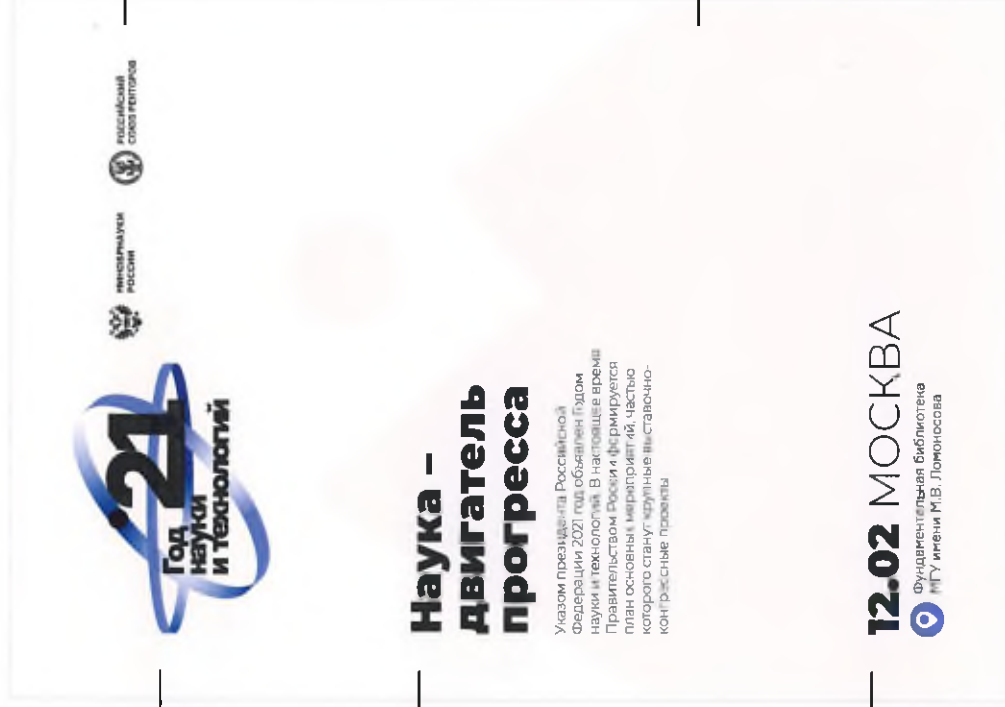 '21
Год
науки
и технологий
МИНОБРНАУКИ
РОССИИ
РОССИЙСКИЙ
СОЮЗ РЕКТОРОВ
Наука –
двигатель
прогресса
Указом президента Российской
Федерации 2021 год объявлен Годом
науки и технологий. В настоящее время
Правительством России формируется
план основных мероприятий, частью
которого станут крупные выставочно-
конгрессные проекты
12.02 МОСКВА
Фундаментальная библиотека
МГУ имени М.В. Ломоносова